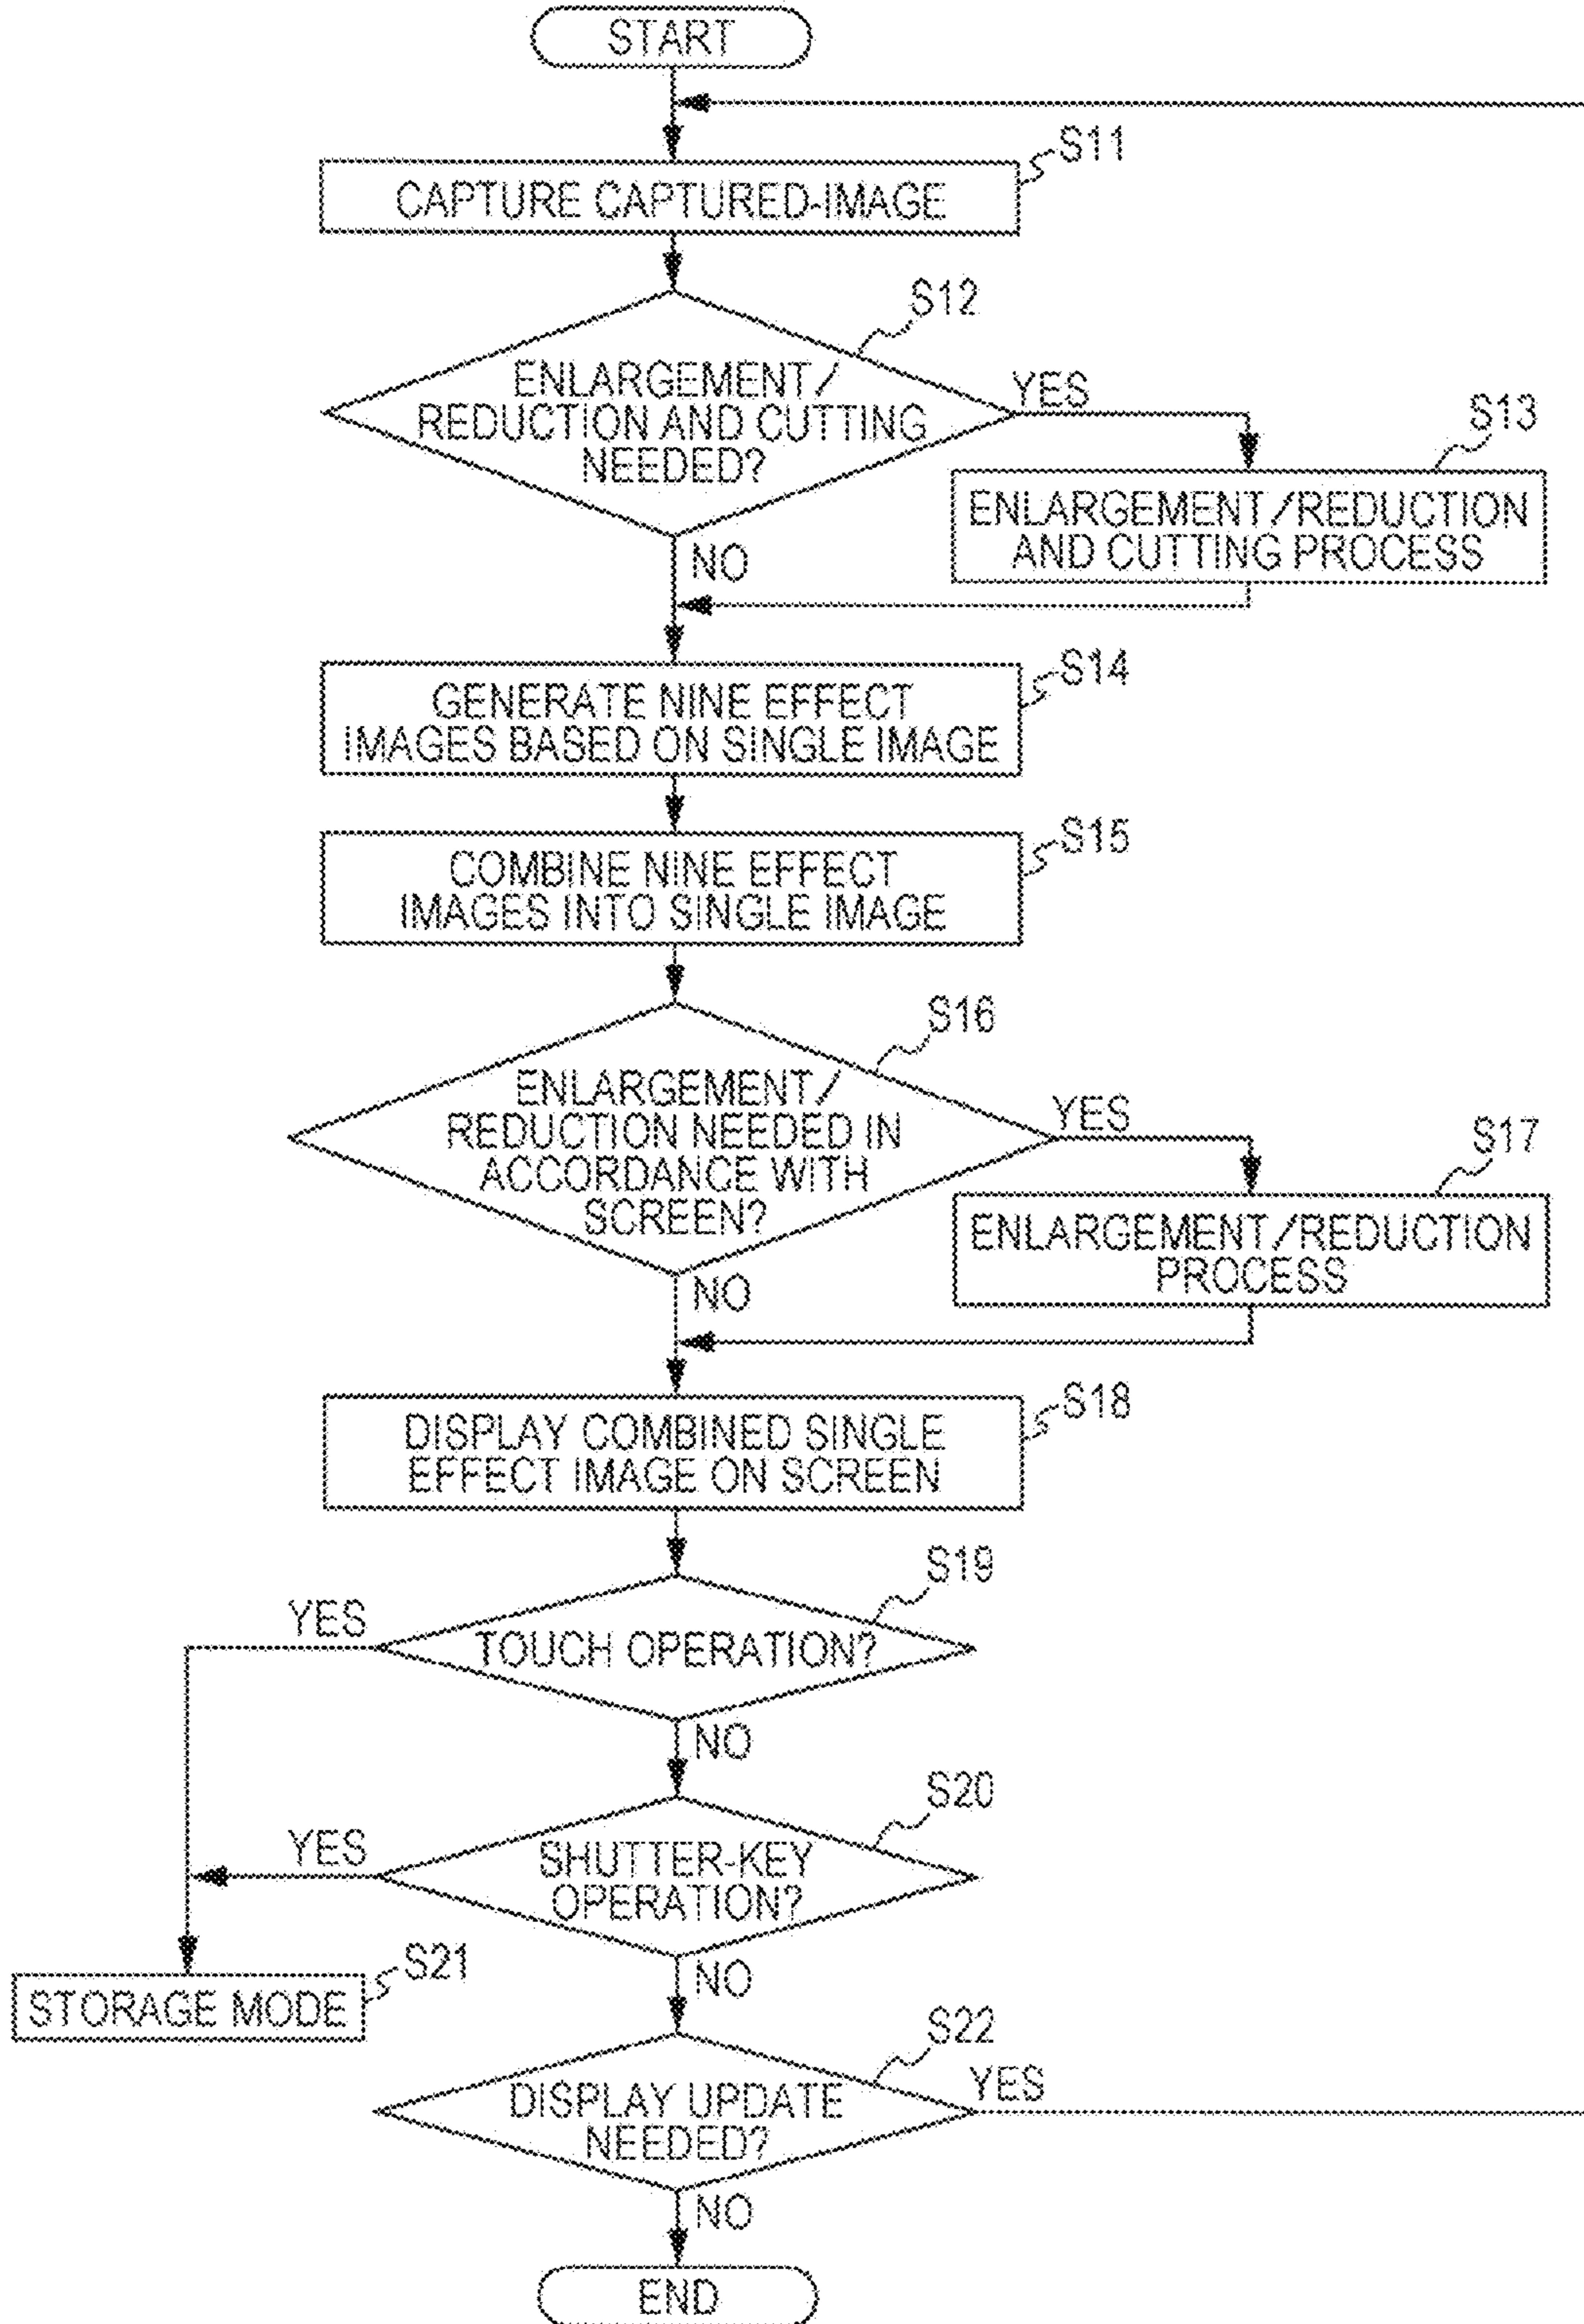 START
S11
CAPTURE CAPTURED-IMAGE
S12
ENLARGEMENT/
REDUCTION AND CUTTING
NEEDED?
YES
S13
ENLARGEMENT/REDUCTION
AND CUTTING PROCESS
NO
S14
GENERATE NINE EFFECT
IMAGES BASED ON SINGLE IMAGE
S15
COMBINE NINE EFFECT
IMAGES INTO SINGLE IMAGE
S16
ENLARGEMENT/
REDUCTION NEEDED IN
ACCORDANCE WITH
SCREEN?
YES
S17
ENLARGEMENT/REDUCTION
PROCESS
NO
S18
DISPLAY COMBINED SINGLE
EFFECT IMAGE ON SCREEN
S19
YES
TOUCH OPERATION?
NO
S20
YES
SHUTTER-KEY
OPERATION?
S21
NO
STORAGE MODE
S22
DISPLAY UPDATE
NEEDED?
YES
NO
END